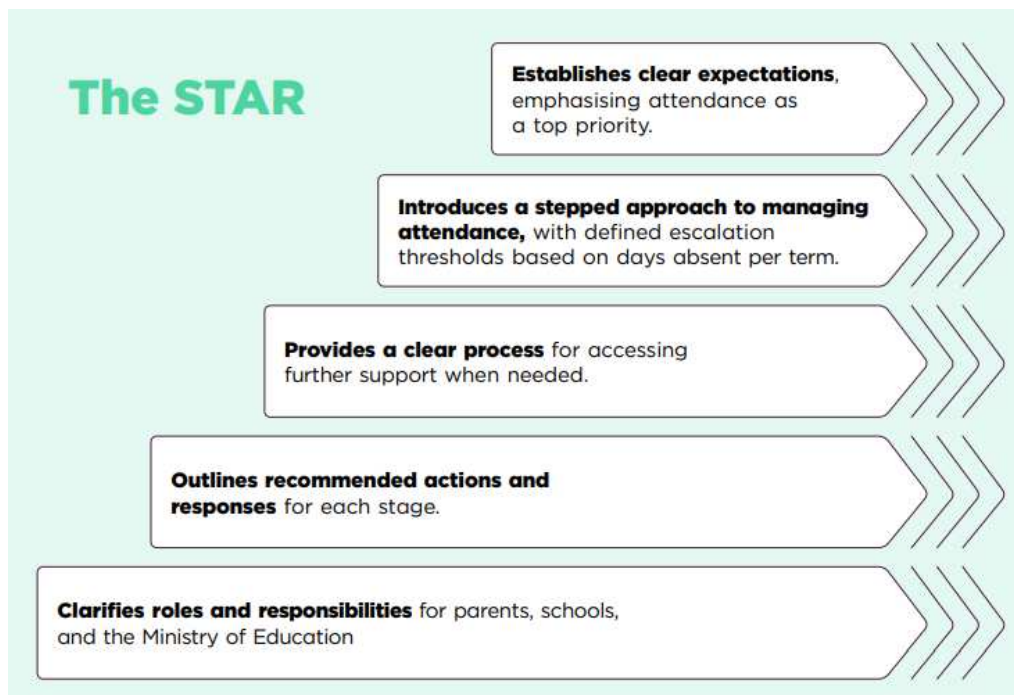 The STAR
Establishes clear expectations,
emphasising attendance as
a top priority.
Introduces a stepped approach to managing
attendance, with defined escalation
thresholds based on days absent per term.
Provides a clear process for accessing
further support when needed.
Outlines recommended actions and
responses for each stage.
Clarifies roles and responsibilities for parents, schools,
and the Ministry of Education